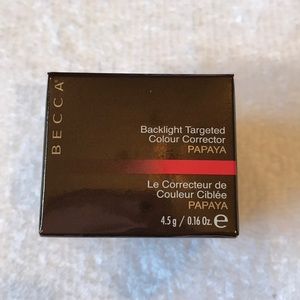 BECCA®
Backlight Targeted
Colour Corrector
PAPAYA
Le Correcteur de
Couleur Ciblée
PAPAYA
4.5 g / 0.16 Oz. ℮